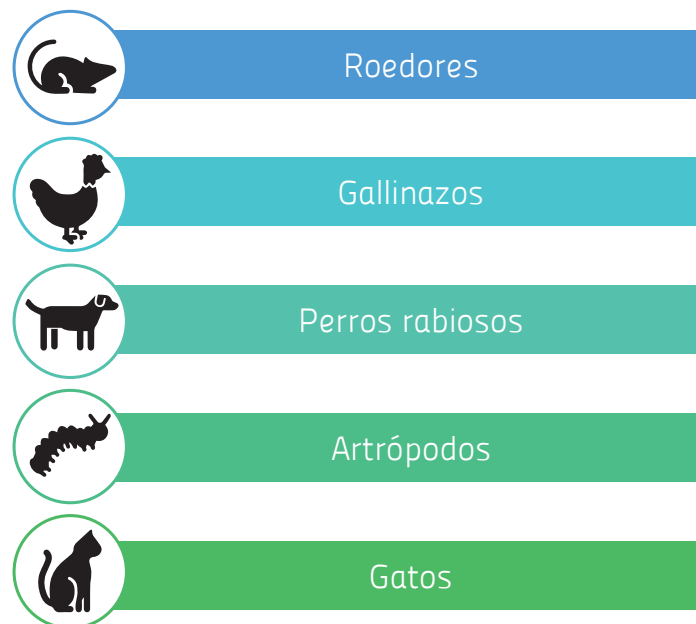 Roedores
Gallinazos
Perros rabiosos
Artrópodos
Gatos